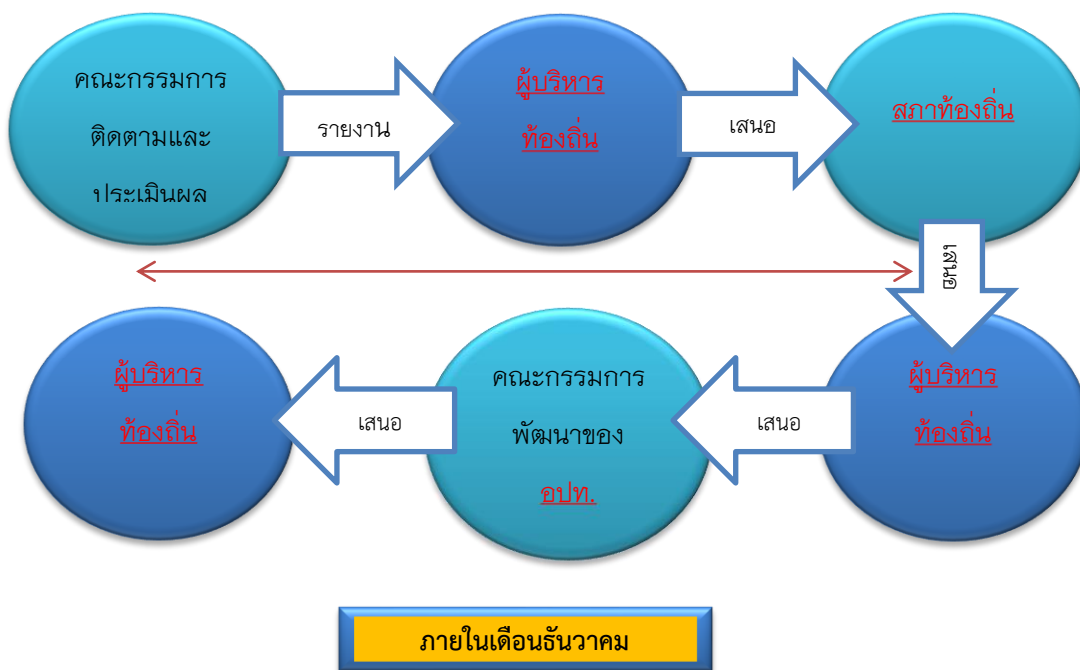 คณะกรรมการ
ติดตามและ
ประเมินผล
รายงาน
ผู้บริหาร
ท้องถิ่น
เสนอ
สภาท้องถิ่น
เสนอ
ผู้บริหาร
ท้องถิ่น
เสนอ
คณะกรรมการ
พัฒนาของ
อปท.
เสนอ
ผู้บริหาร
ท้องถิ่น
ภายในเดือนธันวาคม